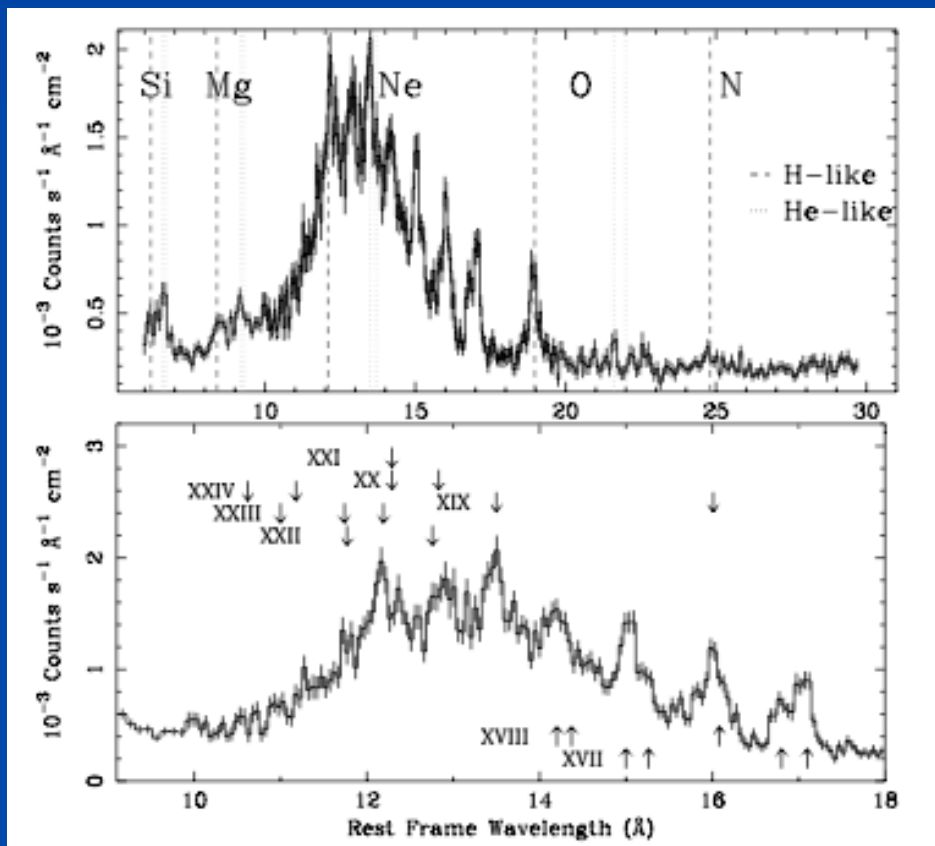 2
1.5
1
0.5
10⁻³ Counts s⁻¹ Å⁻¹ cm⁻²
Si Mg Ne O N
H-like
He-like
10 15 20 25 30
3
2
1
0
10⁻³ Counts s⁻¹ Å⁻¹ cm⁻²
XXI
XX
XIX
XXIV
XXIII
XXII
XVIII
XVII
10 12 14 16 18
Rest Frame Wavelength (Å)